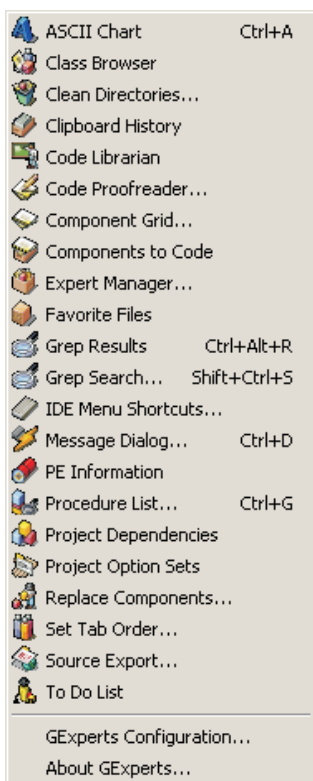 ASCII Chart Ctrl+A
Class Browser
Clean Directories...
Clipboard History
Code Librarian
Code Proofreader...
Component Grid...
Components to Code
Expert Manager...
Favorite Files
Grep Results Ctrl+Alt+R
Grep Search... Shift+Ctrl+S
IDE Menu Shortcuts...
Message Dialog... Ctrl+D
PE Information
Procedure List... Ctrl+G
Project Dependencies
Project Option Sets
Replace Components...
Set Tab Order...
Source Export...
To Do List
GExperts Configuration...
About GExperts...